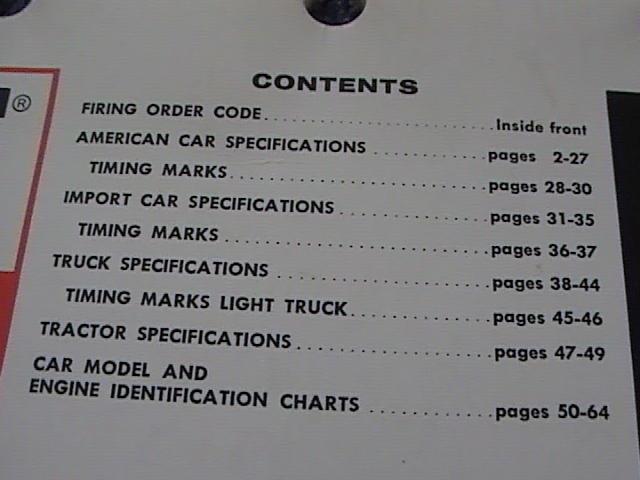 ®
CONTENTS
FIRING ORDER CODE......................Inside front
AMERICAN CAR SPECIFICATIONS ............pages 2-27
TIMING MARKS...........................pages 28-30
IMPORT CAR SPECIFICATIONS...............pages 31-35
TIMING MARKS ..........................pages 36-37
TRUCK SPECIFICATIONS ...................pages 38-44
TIMING MARKS LIGHT TRUCK...............pages 45-46
TRACTOR SPECIFICATIONS..................pages 47-49
CAR MODEL AND
ENGINE IDENTIFICATION CHARTS ............pages 50-64